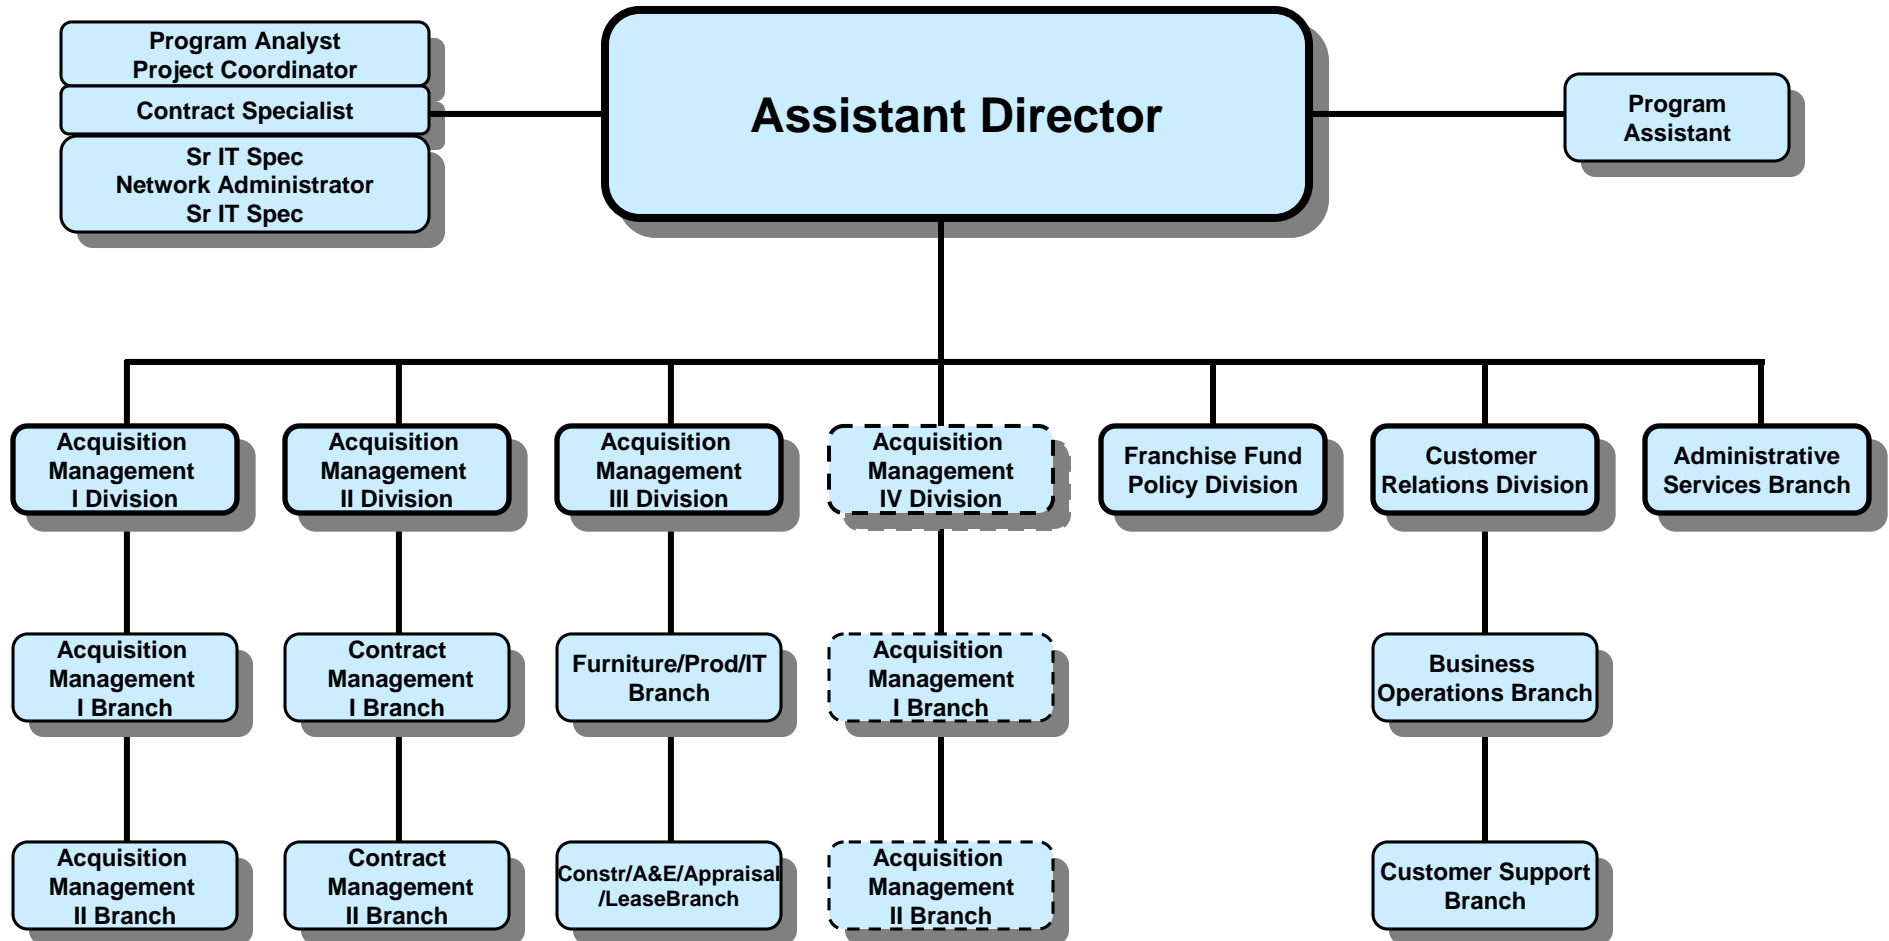 Program Analyst
Project Coordinator
Contract Specialist
Sr IT Spec
Network Administrator
Sr IT Spec
Assistant Director
Program
Assistant
Acquisition
Management
I Division
Acquisition
Management
II Division
Acquisition
Management
III Division
Acquisition
Management
IV Division
Franchise Fund
Policy Division
Customer
Relations Division
Administrative
Services Branch
Acquisition
Management
I Branch
Contract
Management
I Branch
Furniture/Prod/IT
Branch
Acquisition
Management
I Branch
Business
Operations Branch
Acquisition
Management
II Branch
Contract
Management
II Branch
Constr/A&E/Appraisal
/LeaseBranch
Acquisition
Management
II Branch
Customer Support
Branch